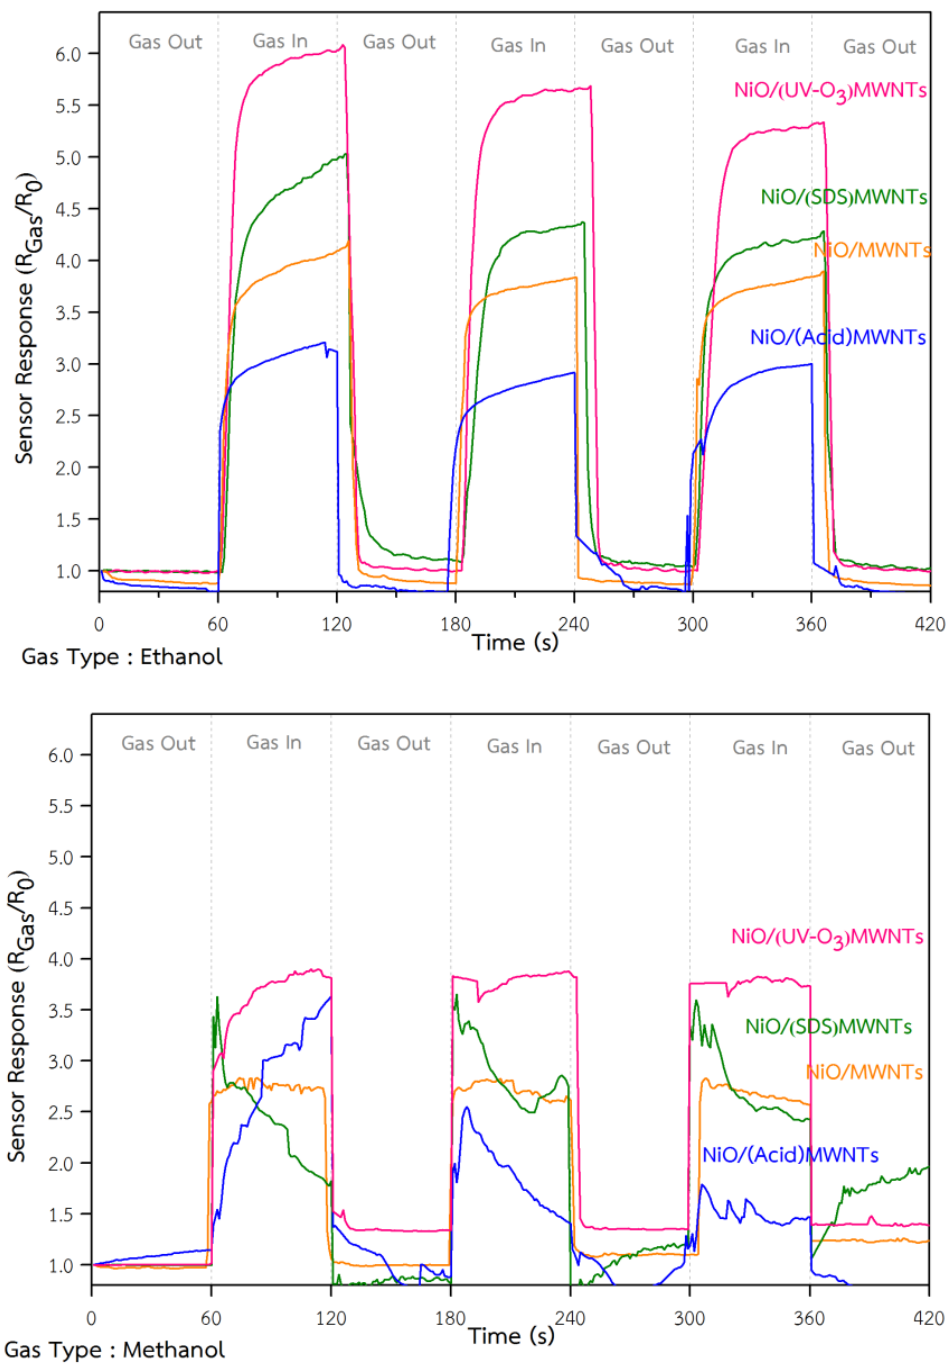 Gas Out Gas In Gas Out Gas In Gas Out Gas In Gas Out
6.0
NiO/(UV-O3)MWNTs
5.5
5.0
NiO/(SDS)MWNTs
4.5
NiO/MWNTs
4.0
3.5
NiO/(Acid)MWNTs
3.0
2.5
2.0
1.5
1.0
Sensor Response (RGas/R0)
0 60 120 180 240 300 360 420
Time (s)
Gas Type : Ethanol
Gas Out Gas In Gas Out Gas In Gas Out Gas In Gas Out
6.0
5.5
5.0
4.5
NiO/(UV-O3)MWNTs
4.0
3.5
NiO/(SDS)MWNTs
3.0
NiO/MWNTs
2.5
2.0
NiO/(Acid)MWNTs
1.5
1.0
Sensor Response (RGas/R0)
0 60 120 180 240 300 360 420
Time (s)
Gas Type : Methanol